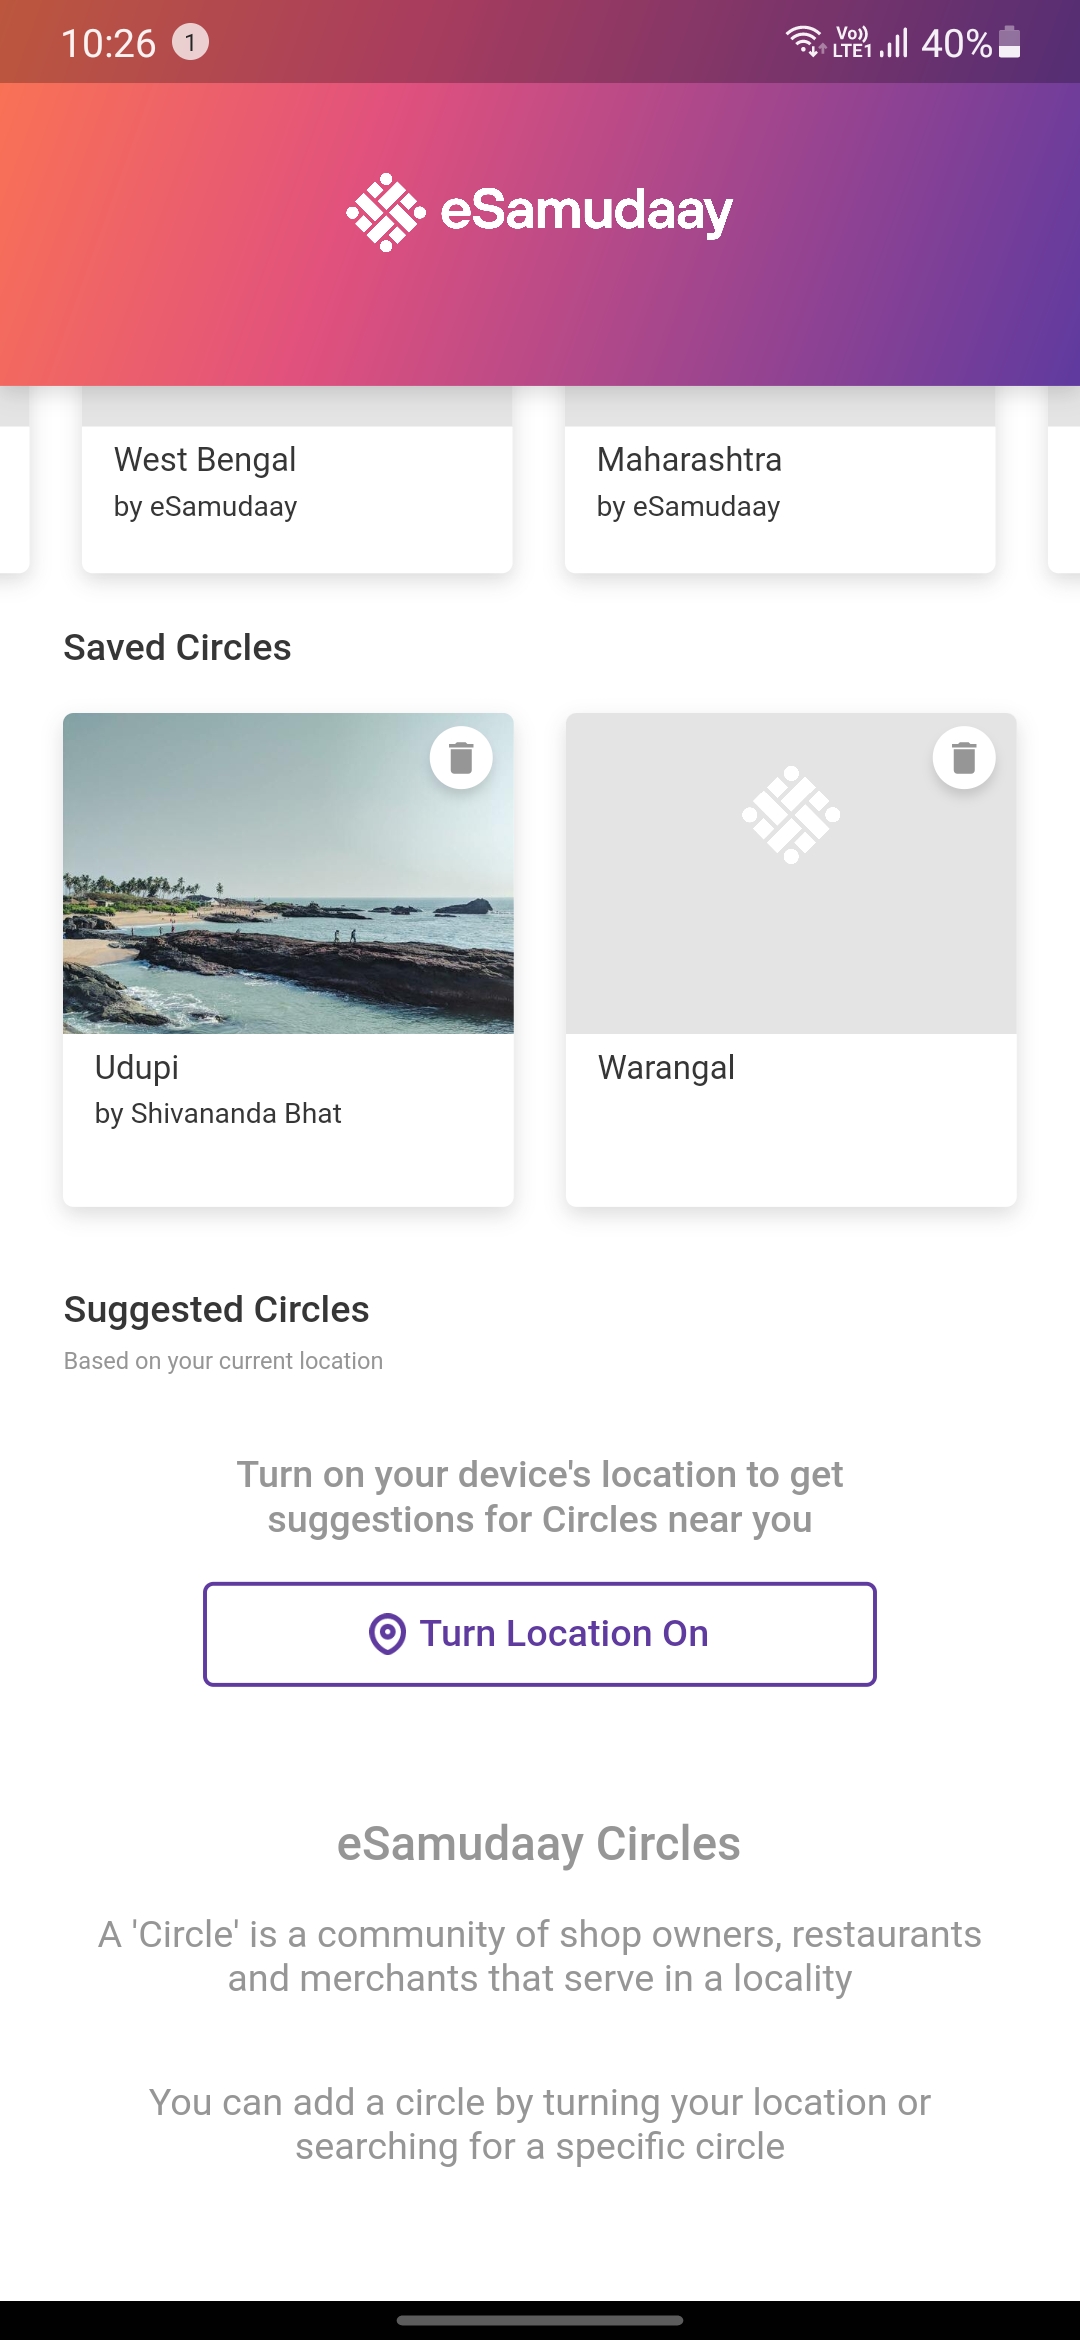 10:26 1 Vo)) LTE1 40%
eSamudaay
West Bengal
by eSamudaay
Maharashtra
by eSamudaay
Saved Circles
Udupi
by Shivananda Bhat
Warangal
Suggested Circles
Based on your current location
Turn on your device's location to get
suggestions for Circles near you
Turn Location On
eSamudaay Circles
A 'Circle' is a community of shop owners, restaurants
and merchants that serve in a locality
You can add a circle by turning your location or
searching for a specific circle